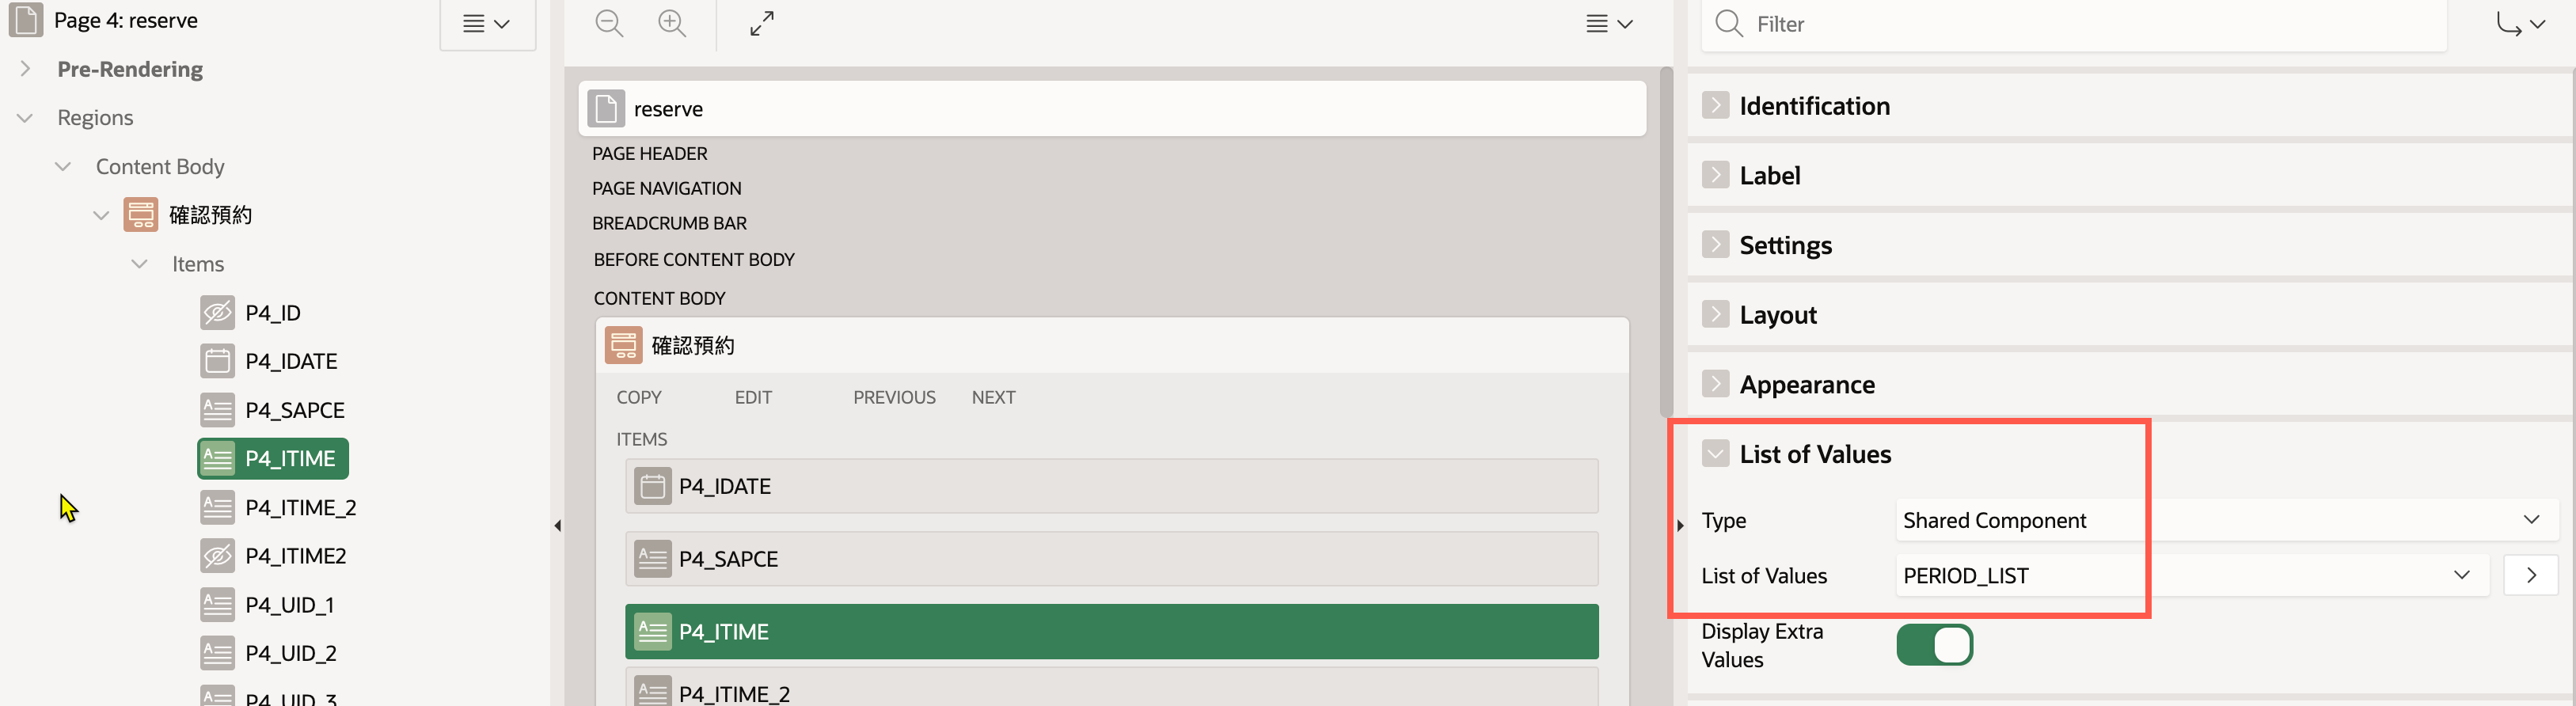 Page 4: reserve
Pre-Rendering
Regions
Content Body
確認預約
Items
P4_ID
P4_IDATE
P4_SAPCE
P4_ITIME
P4_ITIME_2
P4_ITIME2
P4_UID_1
P4_UID_2
P4_UID_3
reserve
PAGE HEADER
PAGE NAVIGATION
BREADCRUMB BAR
BEFORE CONTENT BODY
CONTENT BODY
確認預約
COPY EDIT PREVIOUS NEXT
ITEMS
P4_IDATE
P4_SAPCE
P4_ITIME
P4_ITIME_2
Filter
Identification
Label
Settings
Layout
Appearance
List of Values
Type Shared Component
List of Values PERIOD_LIST
Display Extra
Values